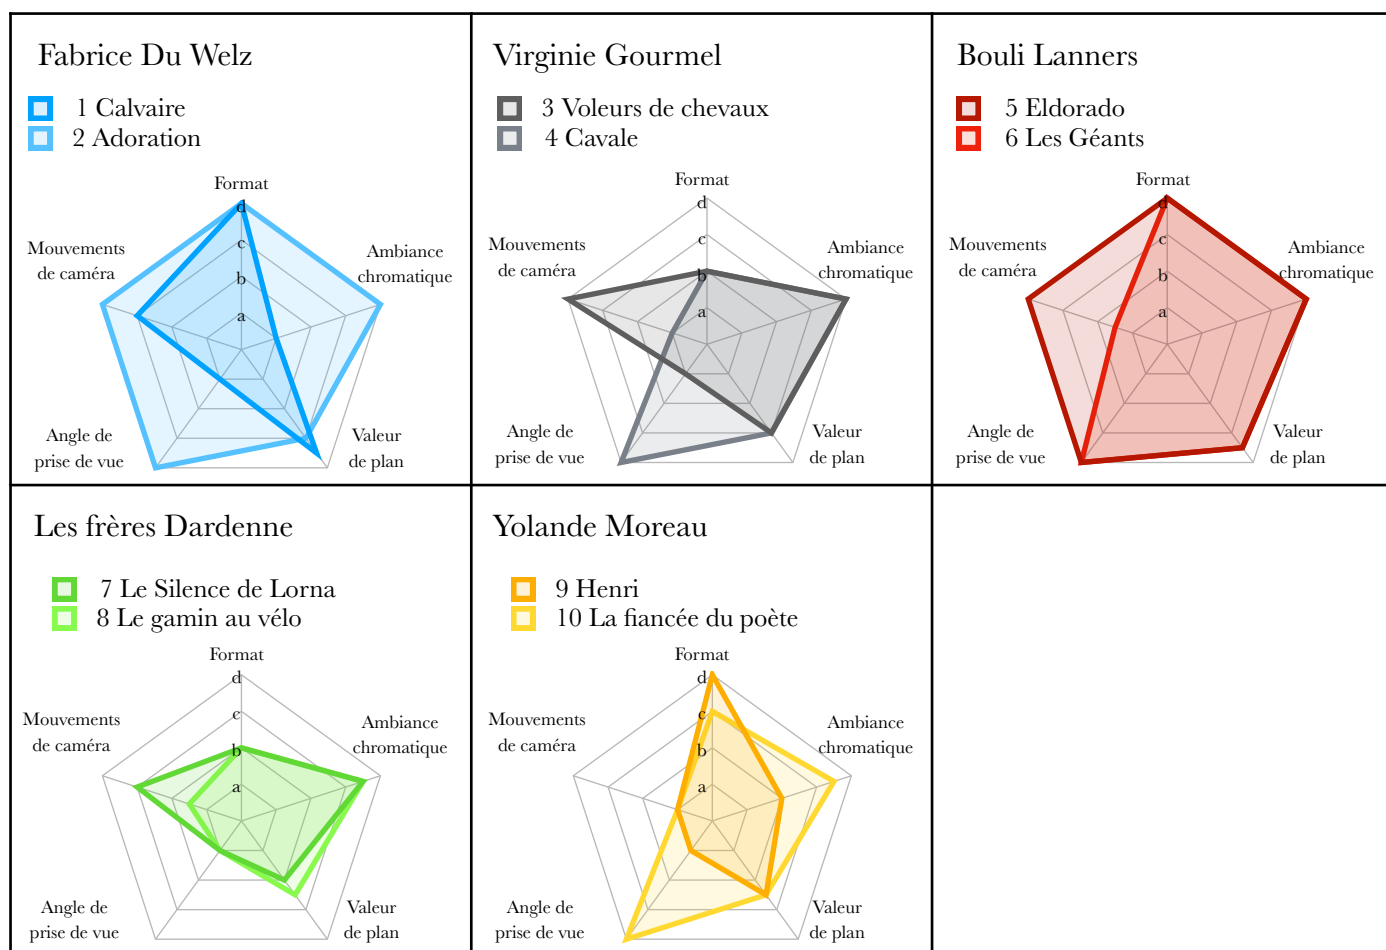 Fabrice Du Welz
1 Calvaire
2 Adoration
Format
d
c
b
a
Mouvements
de caméra
Ambiance
chromatique
Angle de
prise de vue
Valeur
de plan
Virginie Gourmel
3 Voleurs de chevaux
4 Cavale
Format
d
c
b
a
Mouvements
de caméra
Ambiance
chromatique
Angle de
prise de vue
Valeur
de plan
Bouli Lanners
5 Eldorado
6 Les Géants
Format
d
c
b
a
Mouvements
de caméra
Ambiance
chromatique
Angle de
prise de vue
Valeur
de plan
Les frères Dardenne
7 Le Silence de Lorna
8 Le gamin au vélo
Format
d
c
b
a
Mouvements
de caméra
Ambiance
chromatique
Angle de
prise de vue
Valeur
de plan
Yolande Moreau
9 Henri
10 La fiancée du poète
Format
d
c
b
a
Mouvements
de caméra
Ambiance
chromatique
Angle de
prise de vue
Valeur
de plan